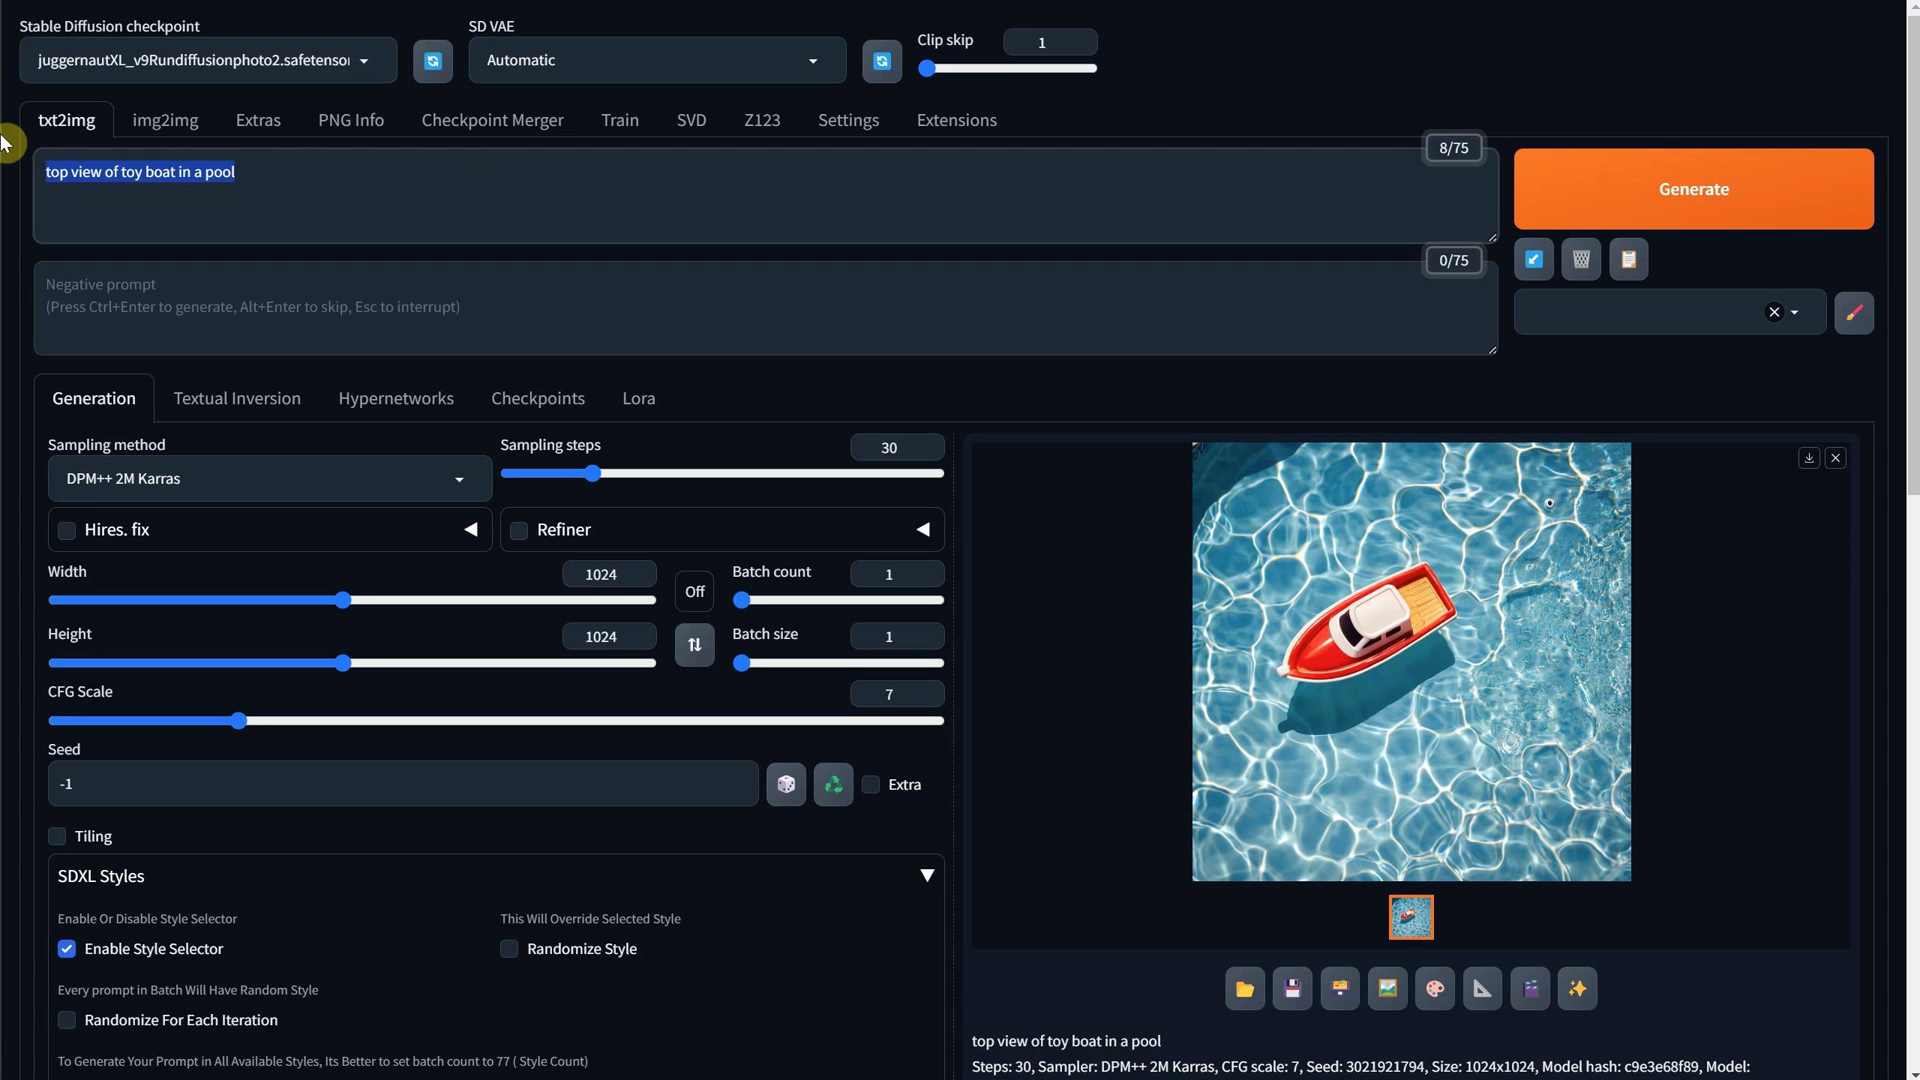 Stable Diffusion checkpoint
SD VAE
Clip skip
1
juggernautXL_v9Rundiffusionphoto2.safetensor
Automatic
txt2img
img2img
Extras
PNG Info
Checkpoint Merger
Train
SVD
Z123
Settings
Extensions
8/75
top view of toy boat in a pool
Generate
0/75
Negative prompt
(Press Ctrl+Enter to generate, Alt+Enter to skip, Esc to interrupt)
Generation
Textual Inversion
Hypernetworks
Checkpoints
Lora
Sampling method
Sampling steps
30
DPM++ 2M Karras
Hires. fix
Refiner
Width
1024
Off
Batch count
1
Height
1024
Batch size
1
CFG Scale
7
Seed
-1
Extra
Tiling
SDXL Styles
Enable Or Disable Style Selector
This Will Override Selected Style
Enable Style Selector
Randomize Style
Every prompt in Batch Will Have Random Style
Randomize For Each Iteration
To Generate Your Prompt in All Available Styles, Its Better to set batch count to 77 ( Style Count)
top view of toy boat in a pool
Steps: 30, Sampler: DPM++ 2M Karras, CFG scale: 7, Seed: 3021921794, Size: 1024x1024, Model hash: c9e3e68f89, Model: